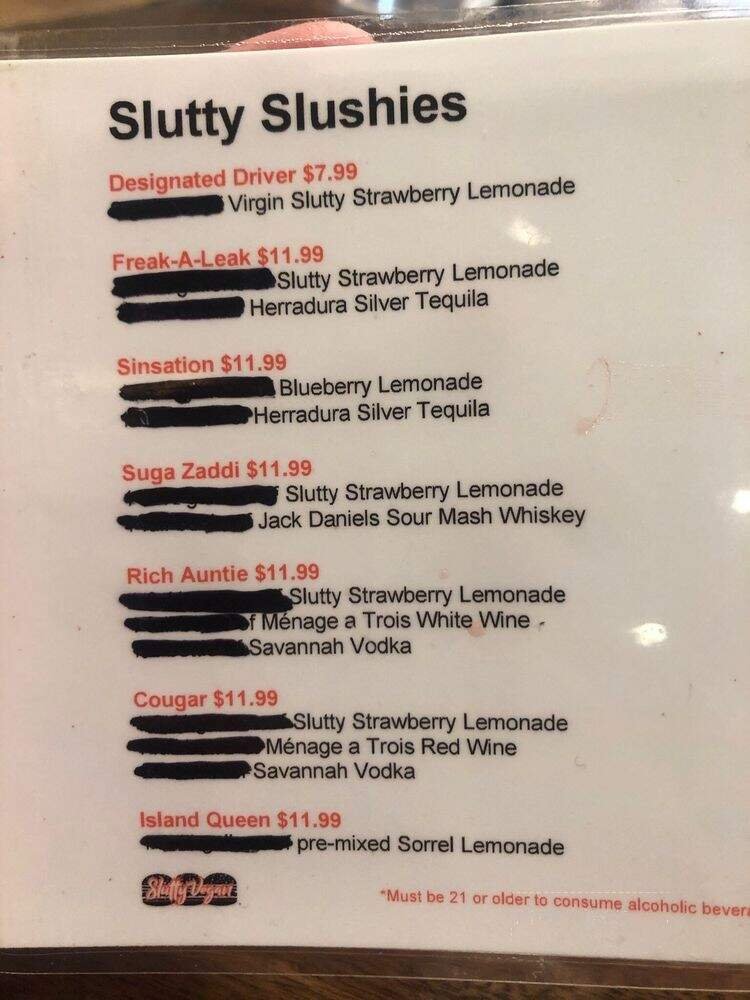 Slutty Slushies
Designated Driver $7.99
Virgin Slutty Strawberry Lemonade
Freak-A-Leak $11.99
Slutty Strawberry Lemonade
Herradura Silver Tequila
Sinsation $11.99
Blueberry Lemonade
Herradura Silver Tequila
Suga Zaddi $11.99
Slutty Strawberry Lemonade
Jack Daniels Sour Mash Whiskey
Rich Auntie $11.99
Slutty Strawberry Lemonade
f Ménage a Trois White Wine
Savannah Vodka
Cougar $11.99
Slutty Strawberry Lemonade
Ménage a Trois Red Wine
Savannah Vodka
Island Queen $11.99
pre-mixed Sorrel Lemonade
Slutty Vegan
*Must be 21 or older to consume alcoholic bever